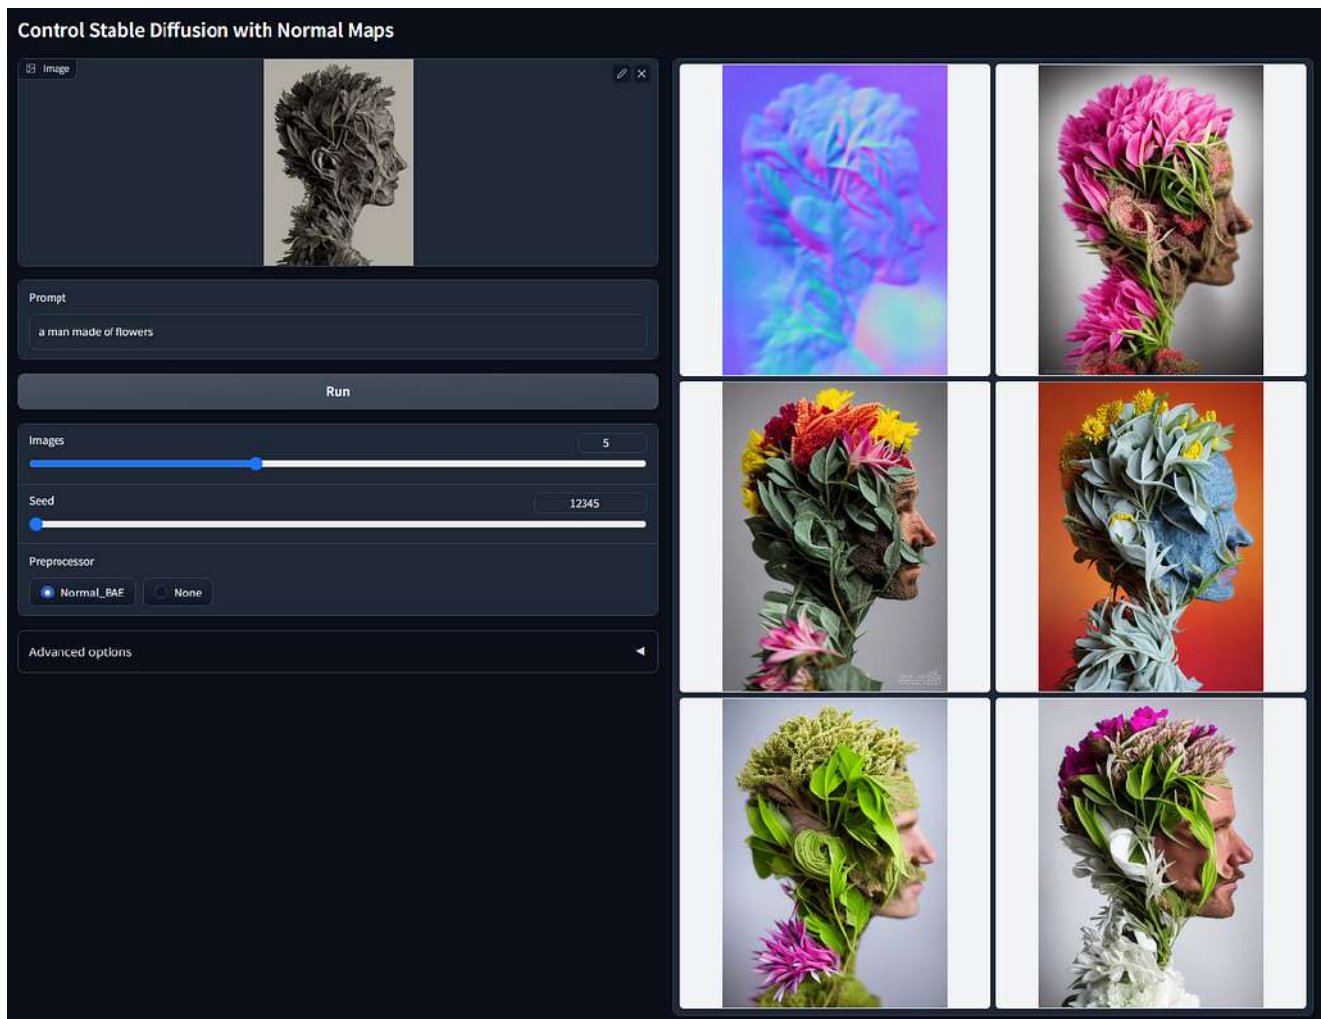 Control Stable Diffusion with Normal Maps
Image
Prompt
a man made of flowers
Run
Images
5
Seed
12345
Preprocessor
Normal_BAE
None
Advanced options